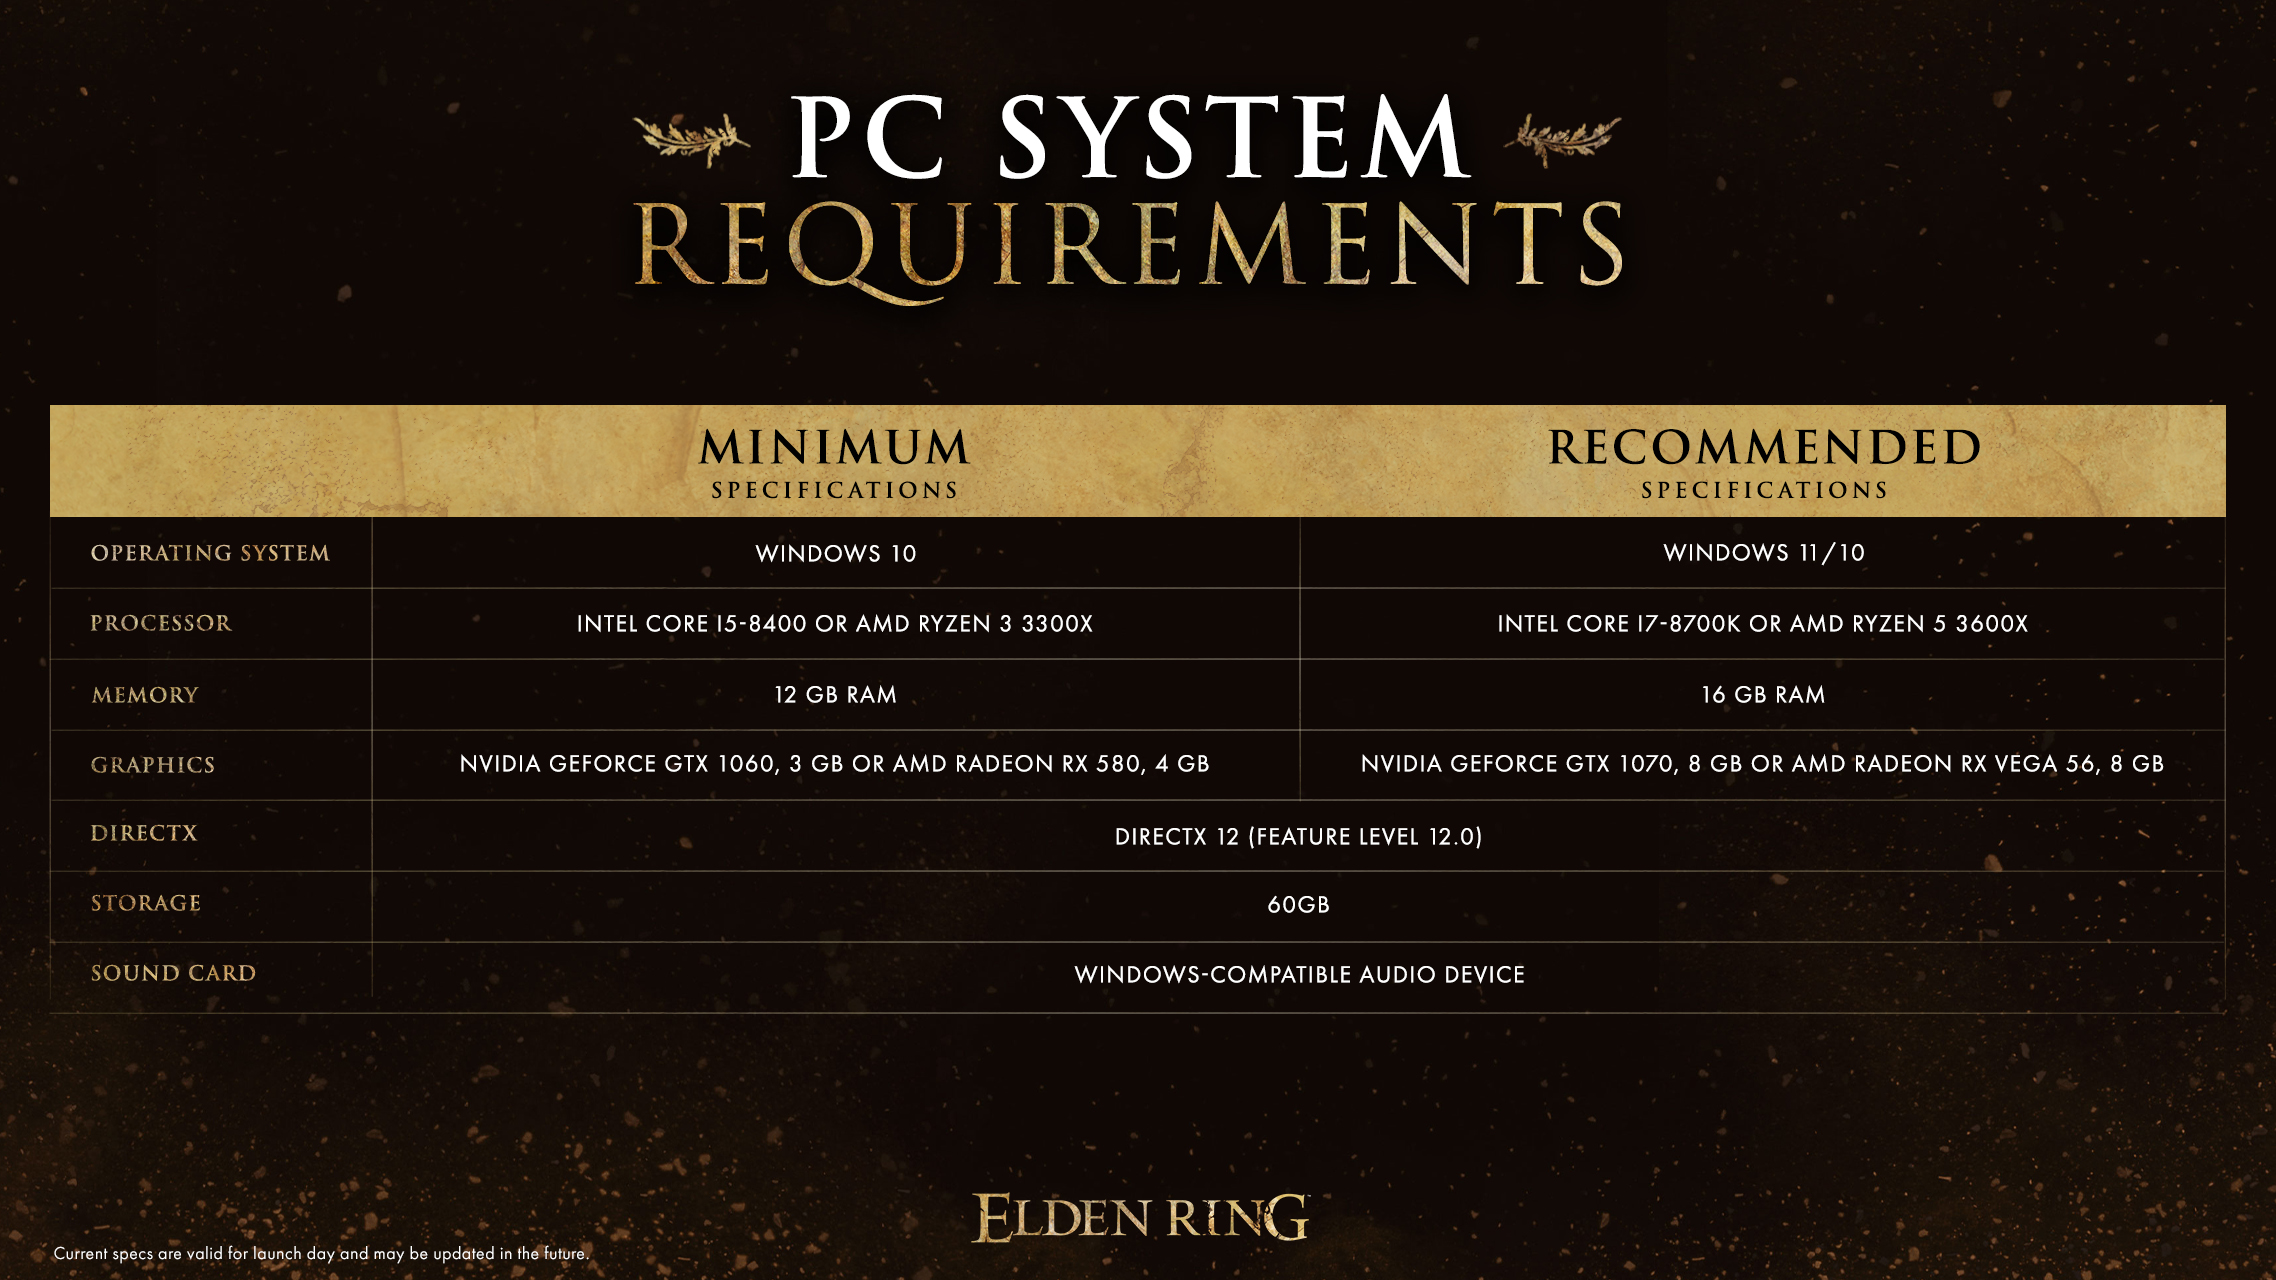 PC SYSTEM
REQUIREMENTS
MINIMUM
SPECIFICATIONS
RECOMMENDED
SPECIFICATIONS
OPERATING SYSTEM WINDOWS 10 WINDOWS 11/10
PROCESSOR INTEL CORE I5-8400 OR AMD RYZEN 3 3300X INTEL CORE I7-8700K OR AMD RYZEN 5 3600X
MEMORY 12 GB RAM 16 GB RAM
GRAPHICS NVIDIA GEFORCE GTX 1060, 3 GB OR AMD RADEON RX 580, 4 GB NVIDIA GEFORCE GTX 1070, 8 GB OR AMD RADEON RX VEGA 56, 8 GB
DIRECTX DIRECTX 12 (FEATURE LEVEL 12.0)
STORAGE 60GB
SOUND CARD WINDOWS-COMPATIBLE AUDIO DEVICE
ELDEN RING
Current specs are valid for launch day and may be updated in the future.